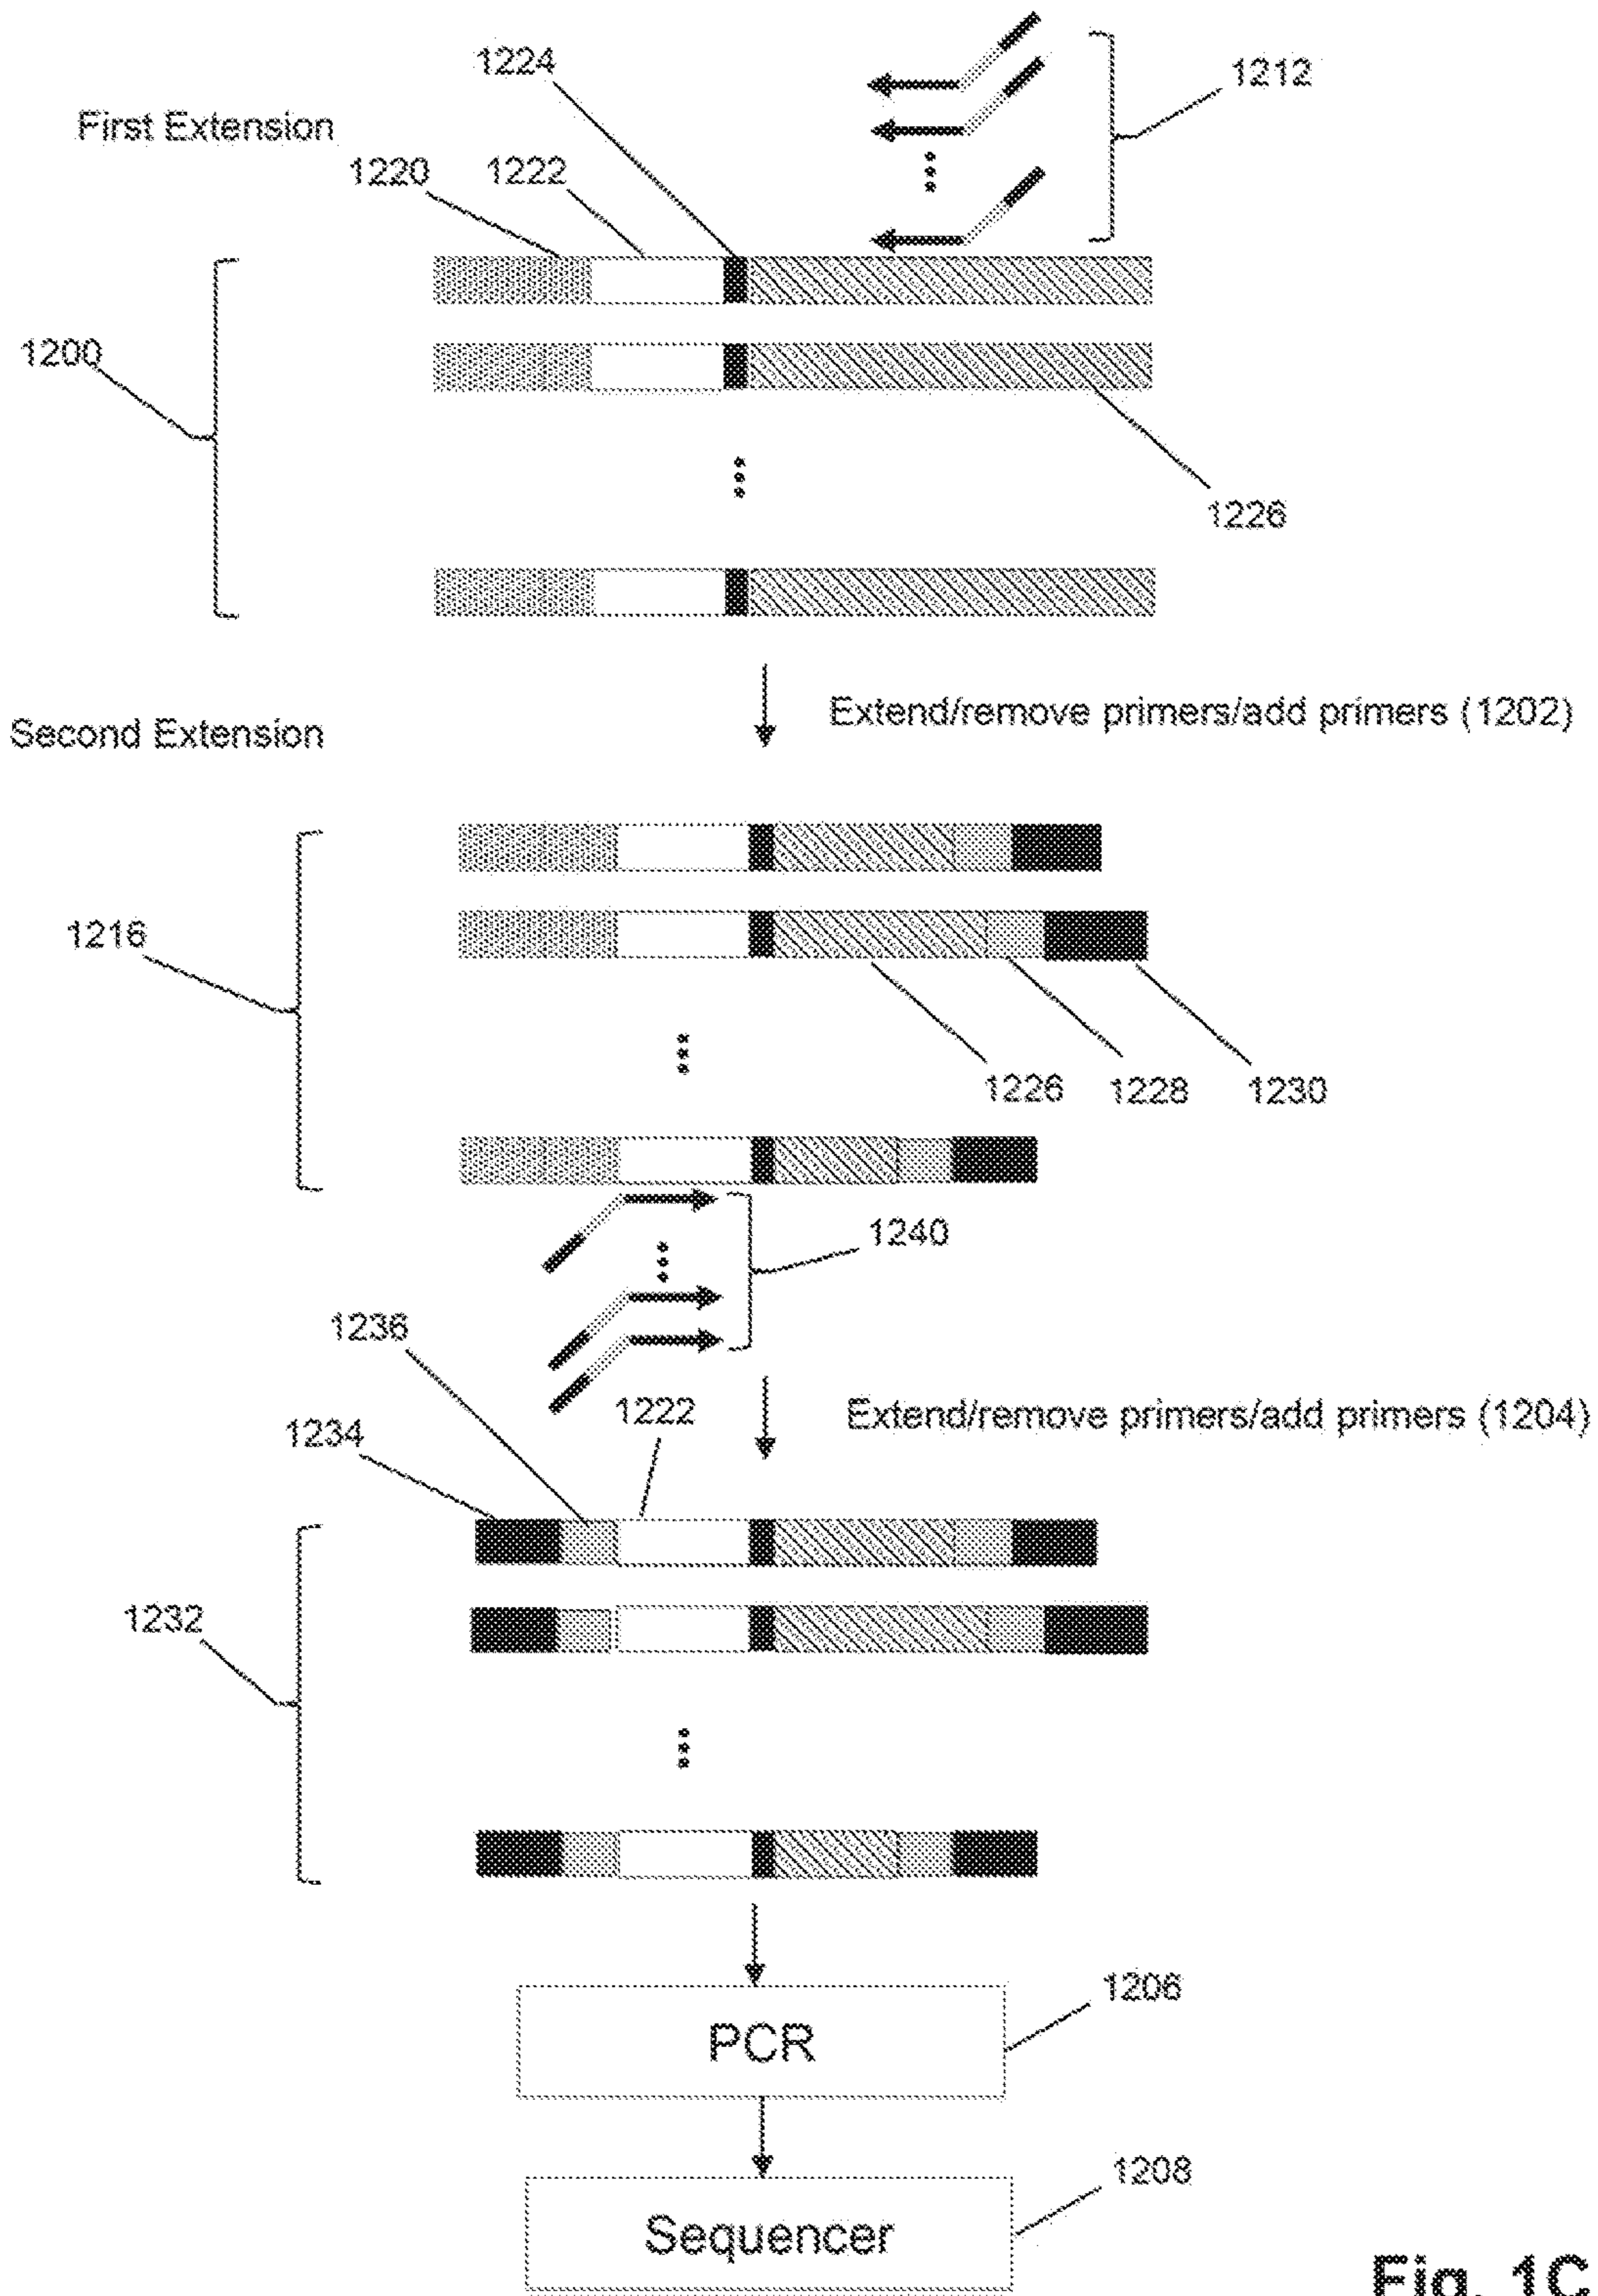 1224
1212
First Extension
1220
1222
1200
1226
Extend/remove primers/add primers (1202)
Second Extension
1216
1226
1228
1230
1240
1236
1222
Extend/remove primers/add primers (1204)
1234
1232
1206
PCR
1208
Sequencer
Fig. 1C